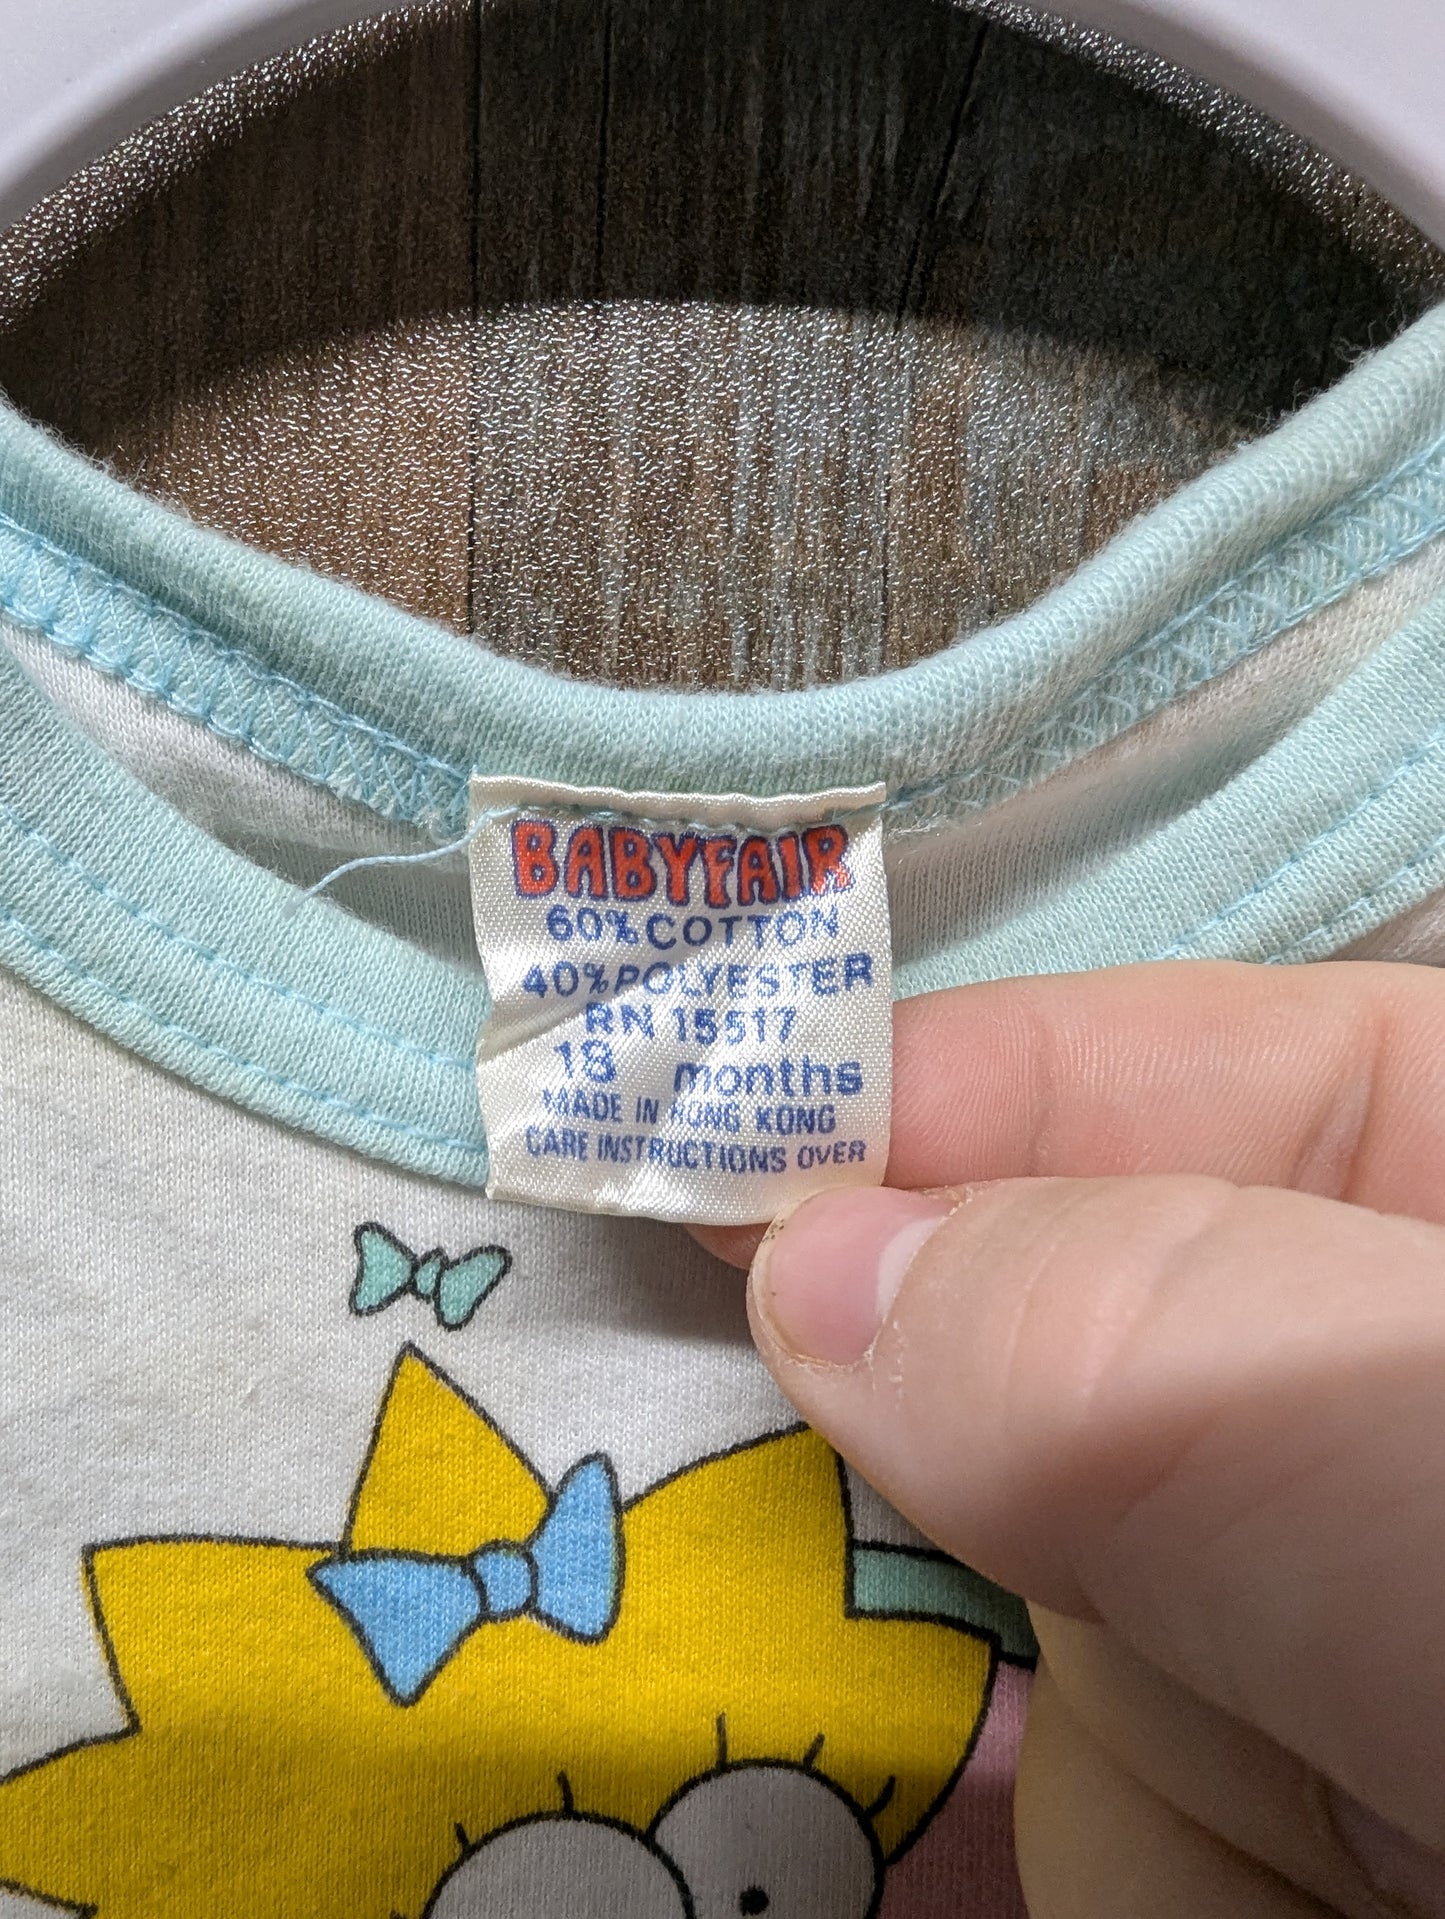 BABYFAIR
60% COTTON
40% POLYESTER
RN 15517
18 months
MADE IN HONG KONG
CARE INSTRUCTIONS OVER